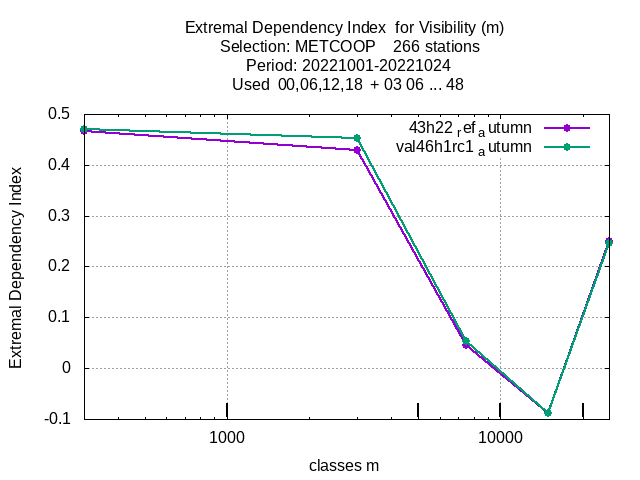 Extremal Dependency Index  for Visibility (m)
Selection: METCOOP    266 stations
Period: 20221001-20221024
Used  00,06,12,18  + 03 06 ... 48
43h22 refautumn
val46h1rc1 autumn
Extremal Dependency Index
0.5
0.4
0.3
0.2
0.1
0
-0.1
1000
10000
classes m